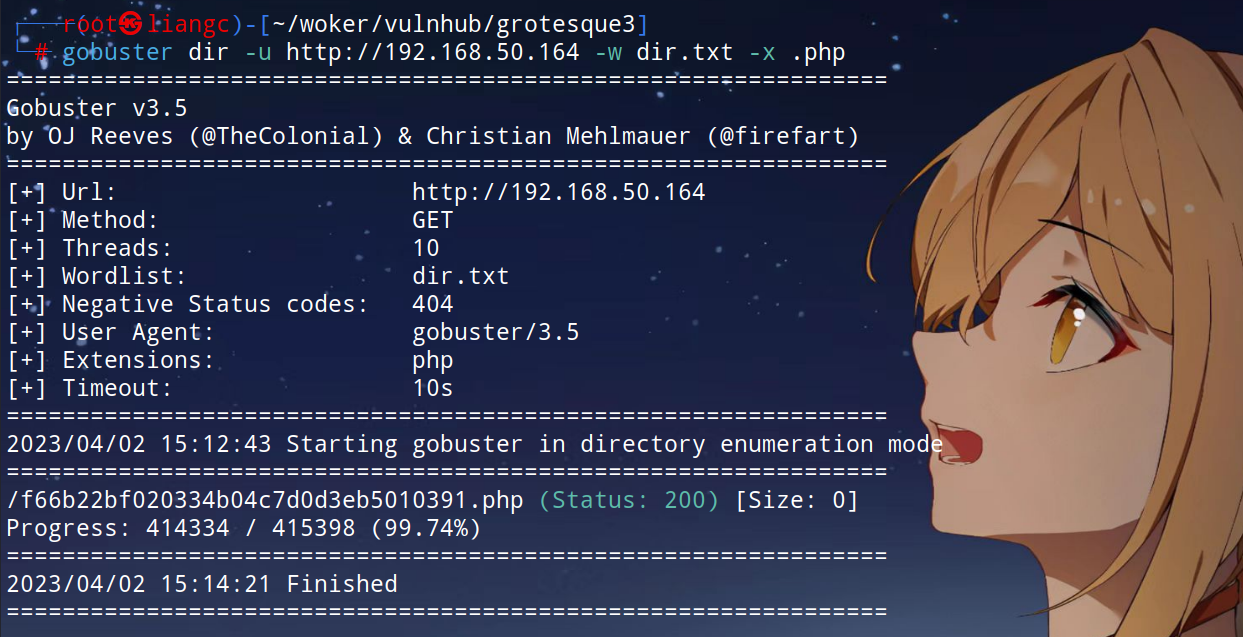 root㉿liangc)-[~/woker/vulnhub/grotesque3]
# gobuster dir -u http://192.168.50.164 -w dir.txt -x .php
===============================================================
Gobuster v3.5
by OJ Reeves (@TheColonial) & Christian Mehlmauer (@firefart)
===============================================================
[+] Url:                     http://192.168.50.164
[+] Method:                  GET
[+] Threads:                 10
[+] Wordlist:                dir.txt
[+] Negative Status codes:   404
[+] User Agent:              gobuster/3.5
[+] Extensions:              php
[+] Timeout:                 10s
===============================================================
2023/04/02 15:12:43 Starting gobuster in directory enumeration mode
===============================================================
/f66b22bf020334b04c7d0d3eb5010391.php (Status: 200) [Size: 0]
Progress: 414334 / 415398 (99.74%)
===============================================================
2023/04/02 15:14:21 Finished
===============================================================